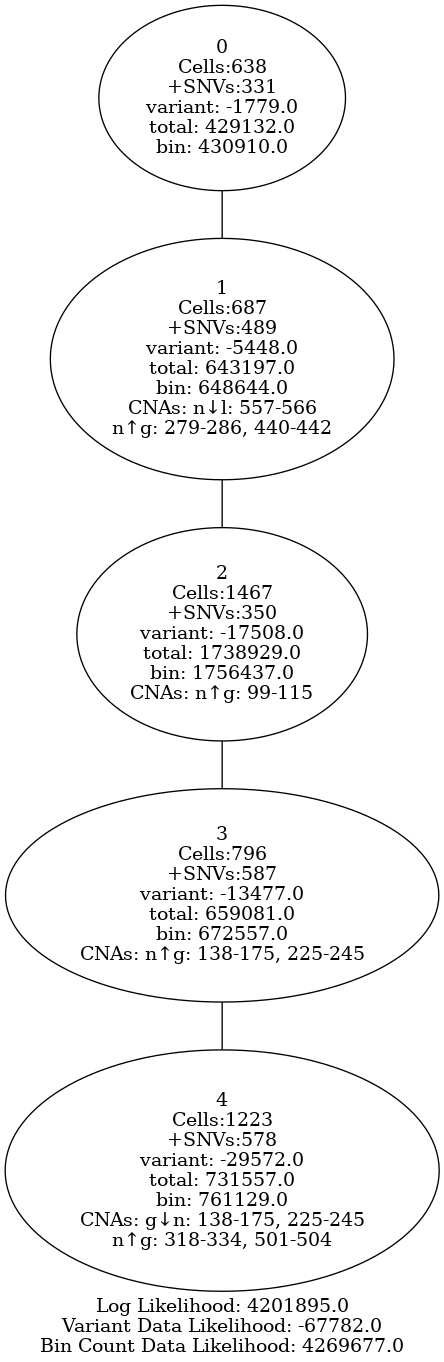 0
Cells:638
+SNVs:331
variant: -1779.0
total: 429132.0
bin: 430910.0
1
Cells:687
+SNVs:489
variant: -5448.0
total: 643197.0
bin: 648644.0
CNAs: n↓l: 557-566
n↑g: 279-286, 440-442
2
Cells:1467
+SNVs:350
variant: -17508.0
total: 1738929.0
bin: 1756437.0
CNAs: n↑g: 99-115
3
Cells:796
+SNVs:587
variant: -13477.0
total: 659081.0
bin: 672557.0
CNAs: n↑g: 138-175, 225-245
4
Cells:1223
+SNVs:578
variant: -29572.0
total: 731557.0
bin: 761129.0
CNAs: g↓n: 138-175, 225-245
n↑g: 318-334, 501-504
Log Likelihood: 4201895.0
Variant Data Likelihood: -67782.0
Bin Count Data Likelihood: 4269677.0